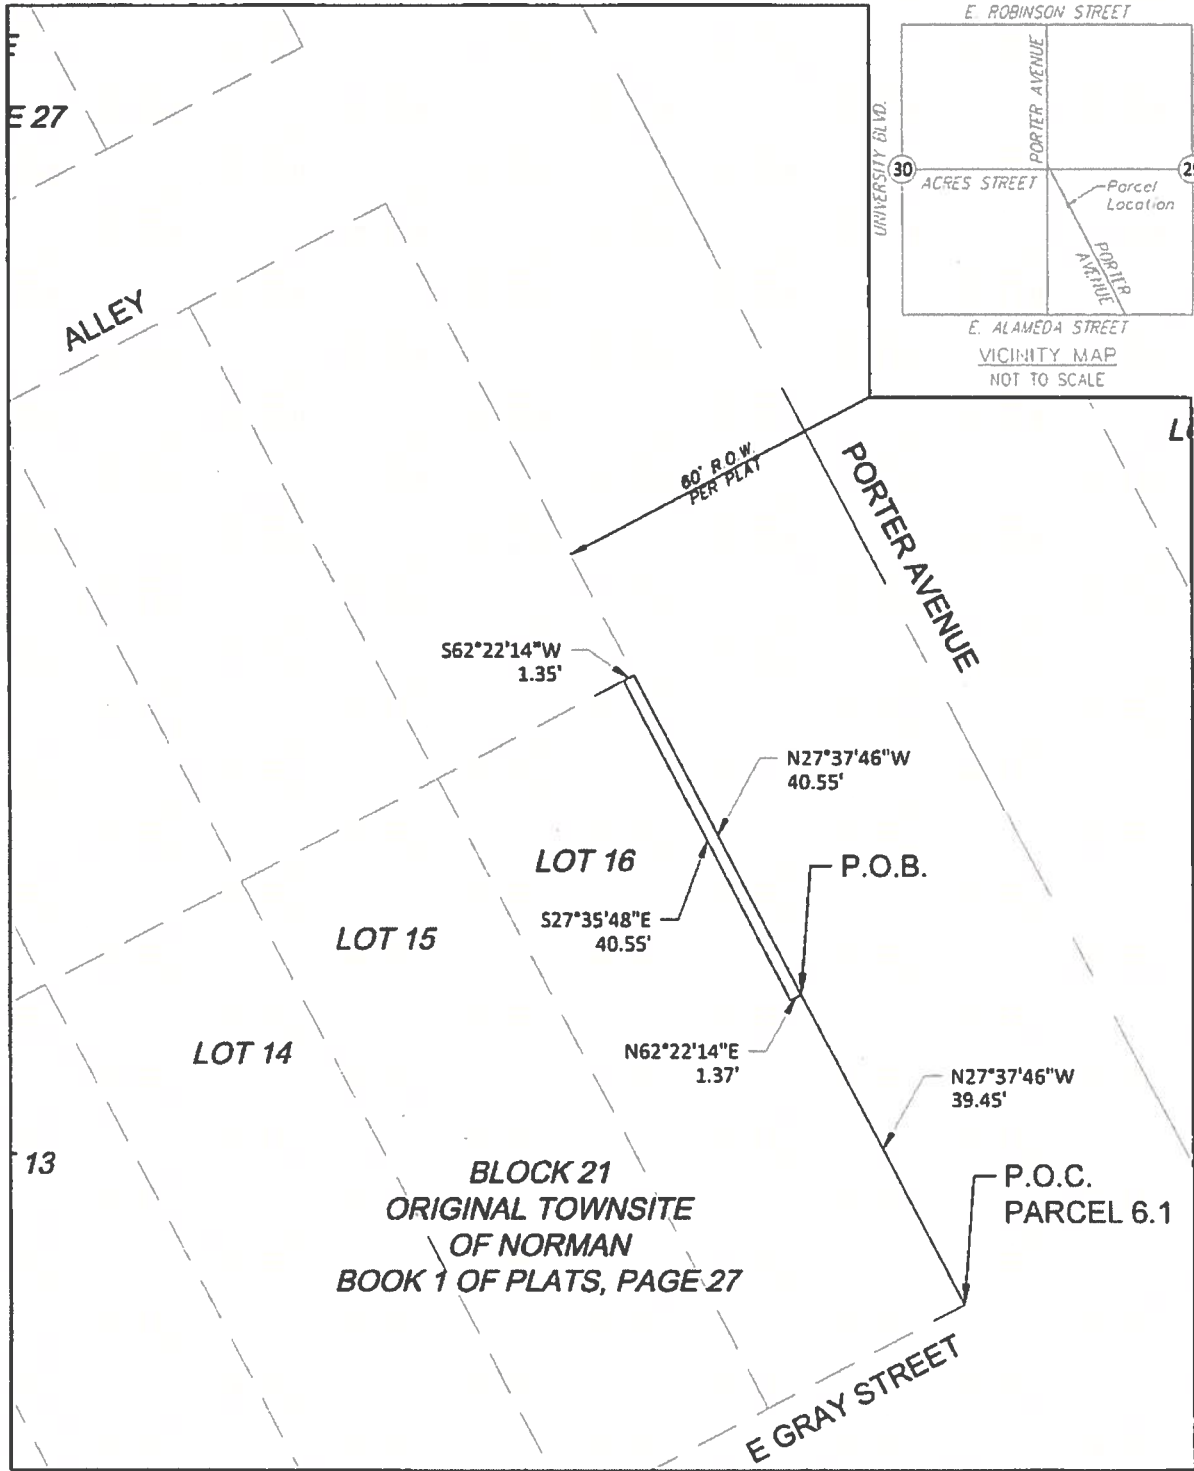 E. ROBINSON STREET
PORTER AVENUE
UNIVERSITY BLVD.
30
ACRES STREET
Parcel
Location
PORTER
AVENUE
E. ALAMEDA STREET
VICINITY MAP
NOT TO SCALE
E 27
ALLEY
60' R.O.W.
PER PLAT
PORTER AVENUE
S62°22'14"W
1.35'
N27°37'46"W
40.55'
LOT 16
P.O.B.
S27°35'48"E
40.55'
LOT 15
LOT 14
N62°22'14"E
1.37'
N27°37'46"W
39.45'
13
BLOCK 21
ORIGINAL TOWNSITE
OF NORMAN
BOOK 1 OF PLATS, PAGE 27
P.O.C.
PARCEL 6.1
E GRAY STREET